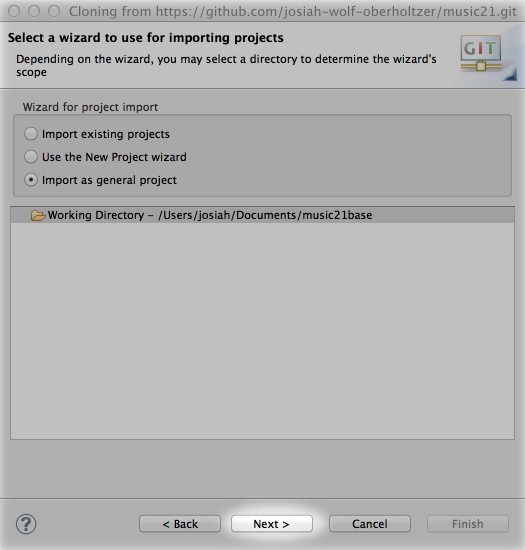 Cloning from https://github.com/josiah-wolf-oberholtzer/music21.git
Select a wizard to use for importing projects
Depending on the wizard, you may select a directory to determine the wizard's
scope
GIT
Wizard for project import
Import existing projects
Use the New Project wizard
Import as general project
Working Directory - /Users/josiah/Documents/music21base
?
< Back
Next >
Cancel
Finish